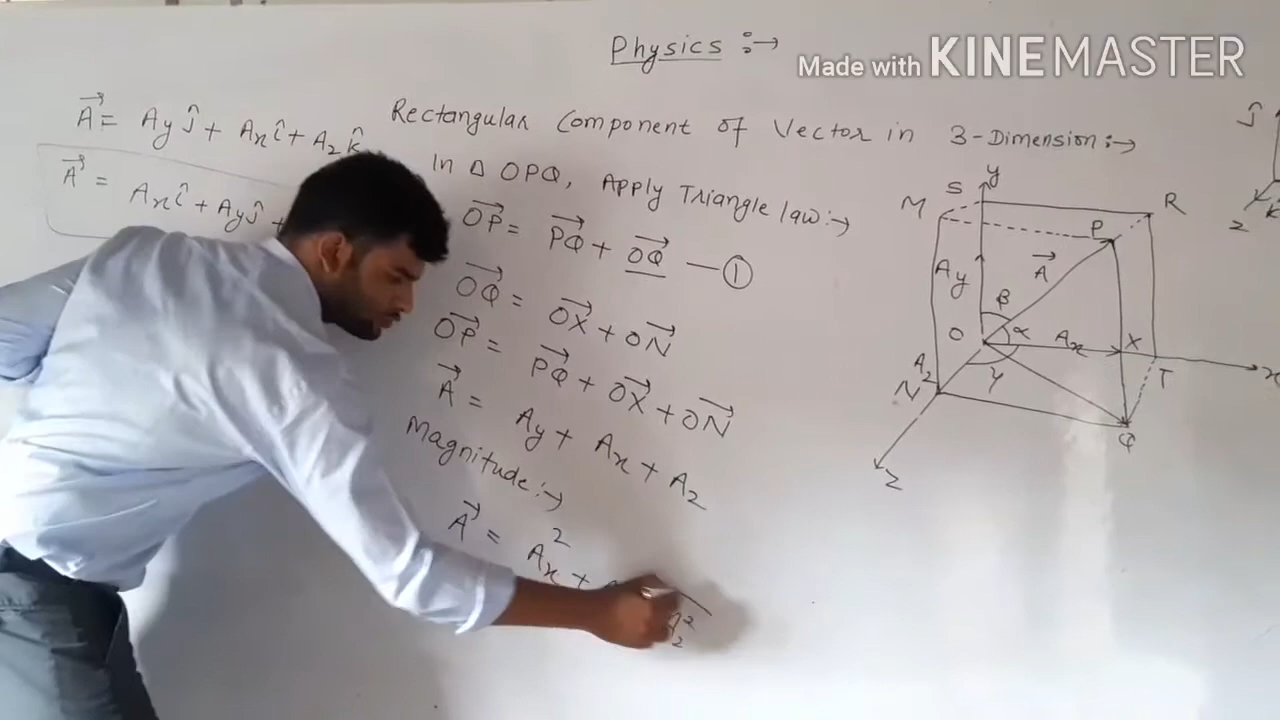 Physics :→
Made with KINEMASTER
A⃗ = Ay ĵ + Ax î + Az k̂
A⃗ = Ax î + Ay ĵ +
Rectangular Component of Vector in 3-Dimension:→
In Δ OPQ, Apply Triangle law:→
OP⃗ = PQ⃗ + OQ⃗ — ①
OQ⃗ = OX⃗ + ON⃗
OP⃗ = PQ⃗ + OX⃗ + ON⃗
A⃗ = Ay + Ax + Az
Magnitude:→
A⃗ = Ax² +
Az²
S y
M
R
P
Ay
A⃗
β
O
α
Ax
X
x
Az
N
γ
T
Q
Z
ĵ
k̂
z